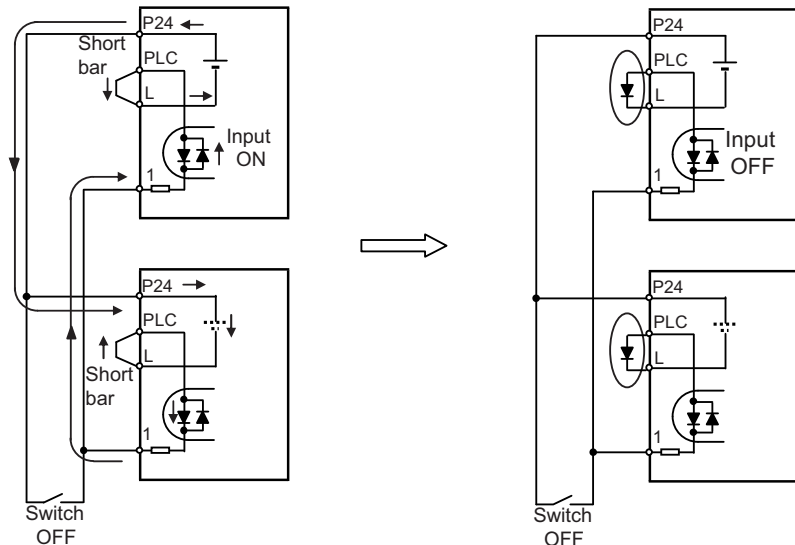 P24
Short
bar
PLC
L
Input
ON
1
P24
PLC
L
Short
bar
1
Switch
OFF
P24
PLC
L
Input
OFF
1
P24
PLC
L
1
Switch
OFF